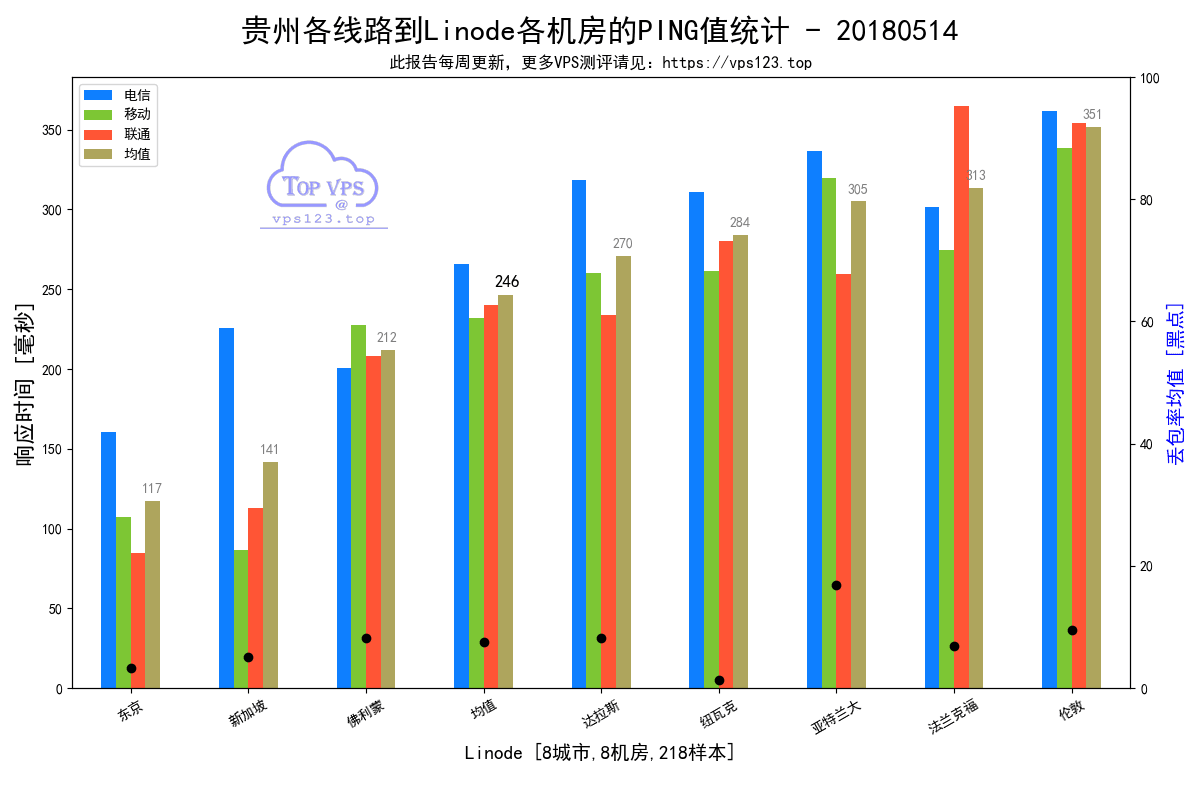 贵州各线路到Linode各机房的PING值统计 - 20180514
此报告每周更新，更多VPS测评请见：https://vps123.top
电信
移动
联通
均值
TOP VPS
@
vps123.top
响应时间 [毫秒]
350
300
250
200
150
100
50
0
117
141
212
246
270
284
305
313
351
100
80
60
40
20
0
丢包率均值 [黑点]
东京
新加坡
佛利蒙
均值
达拉斯
纽瓦克
亚特兰大
法兰克福
伦敦
Linode [8城市,8机房,218样本]